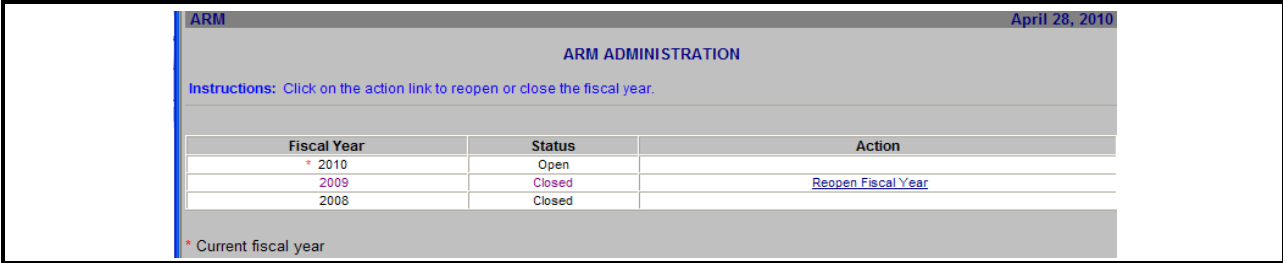 ARM April 28, 2010
ARM ADMINISTRATION
Instructions: Click on the action link to reopen or close the fiscal year.
Fiscal Year Status Action
* 2010 Open
2009 Closed Reopen Fiscal Year
2008 Closed
* Current fiscal year